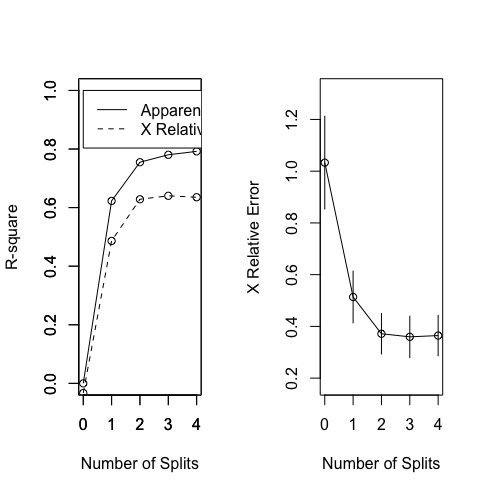 R-square
0.0 0.2 0.4 0.6 0.8 1.0
Apparen
X Relativ
0 1 2 3 4
Number of Splits
X Relative Error
0.2 0.4 0.6 0.8 1.0 1.2
0 1 2 3 4
Number of Splits